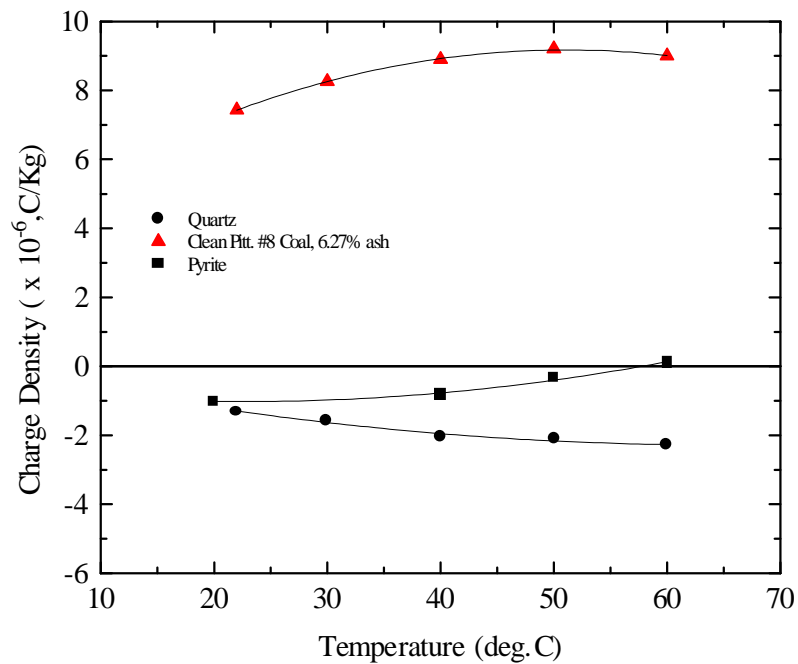 10
8
6
4
2
0
-2
-4
-6
10 20 30 40 50 60 70
Charge Density ( x 10⁻⁶, C/Kg)
Quartz
Clean Pitt. #8 Coal, 6.27% ash
Pyrite
Temperature (deg. C)